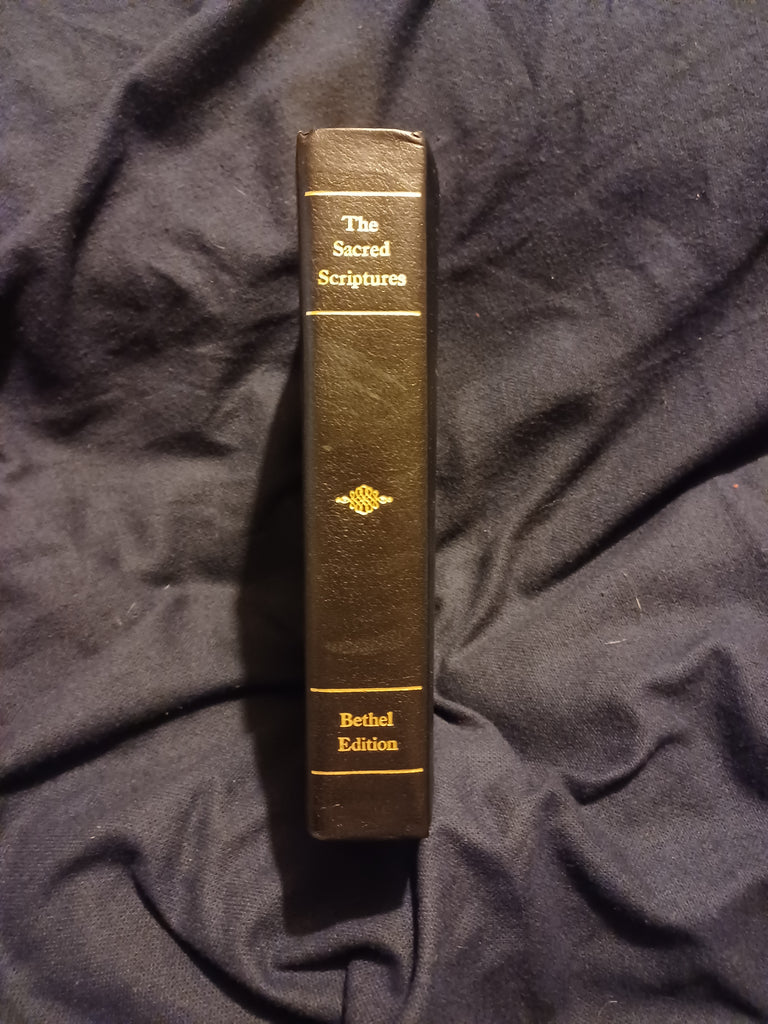 The
Sacred
Scriptures
Bethel
Edition